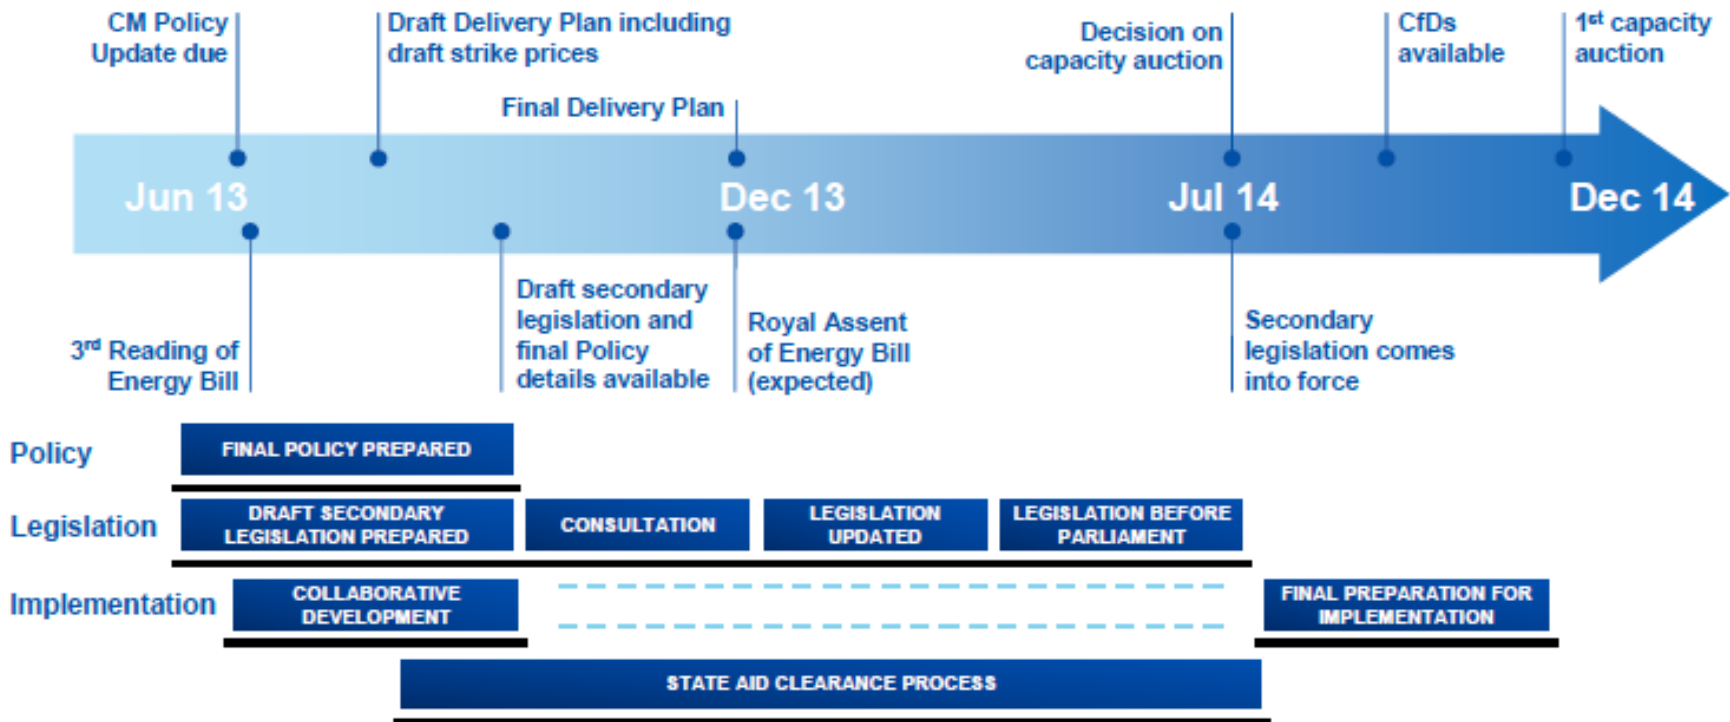 CM Policy
Update due
Draft Delivery Plan including
draft strike prices
Final Delivery Plan
Decision on
capacity auction
CfDs
available
1st capacity
auction
Jun 13
Dec 13
Jul 14
Dec 14
3rd Reading of
Energy Bill
Draft secondary
legislation and
final Policy
details available
Royal Assent
of Energy Bill
(expected)
Secondary
legislation comes
into force
Policy
FINAL POLICY PREPARED
Legislation
DRAFT SECONDARY
LEGISLATION PREPARED
CONSULTATION
LEGISLATION
UPDATED
LEGISLATION BEFORE
PARLIAMENT
Implementation
COLLABORATIVE
DEVELOPMENT
FINAL PREPARATION FOR
IMPLEMENTATION
STATE AID CLEARANCE PROCESS